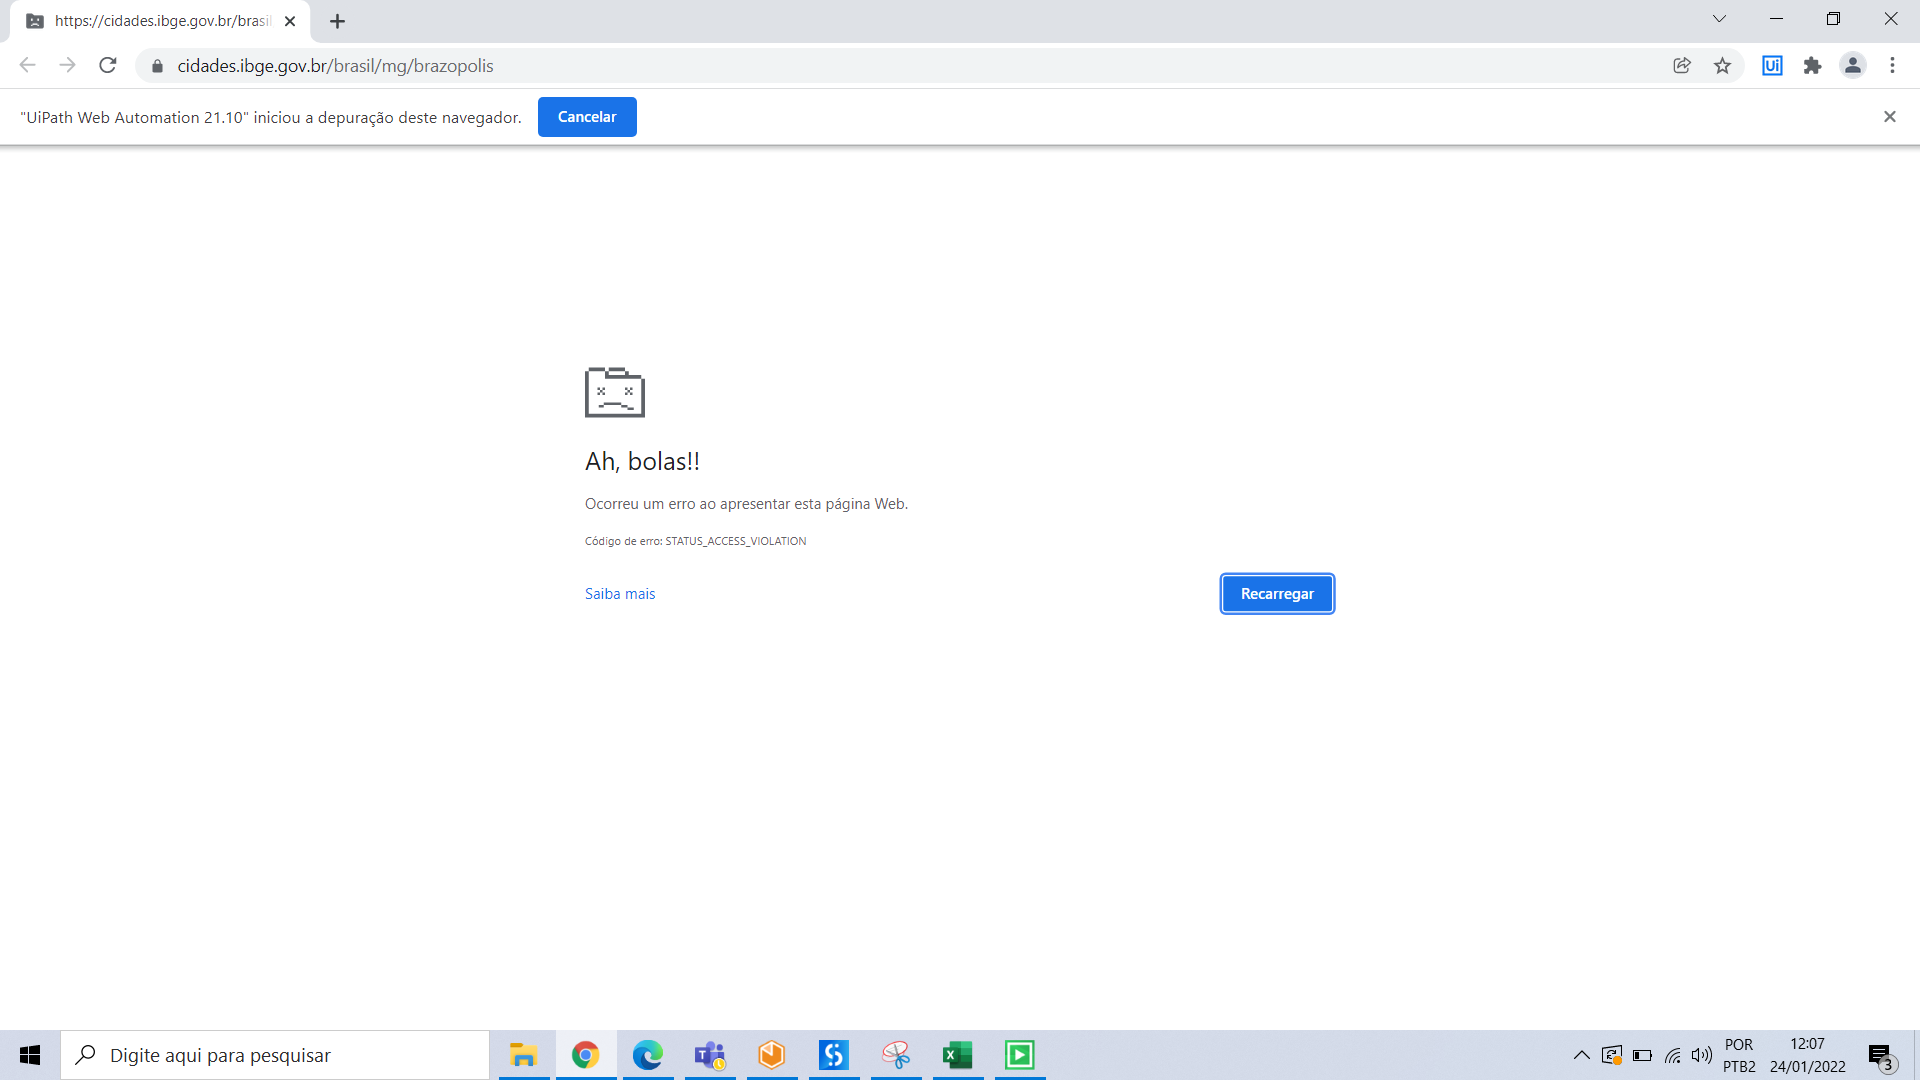 https://cidades.ibge.gov.br/brasil
cidades.ibge.gov.br/brasil/mg/brazopolis
Ui
"UiPath Web Automation 21.10" iniciou a depuração deste navegador.
Cancelar
Ah, bolas!!
Ocorreu um erro ao apresentar esta página Web.
Código de erro: STATUS_ACCESS_VIOLATION
Saiba mais
Recarregar
Digite aqui para pesquisar
POR
PTB2
12:07
24/01/2022
3